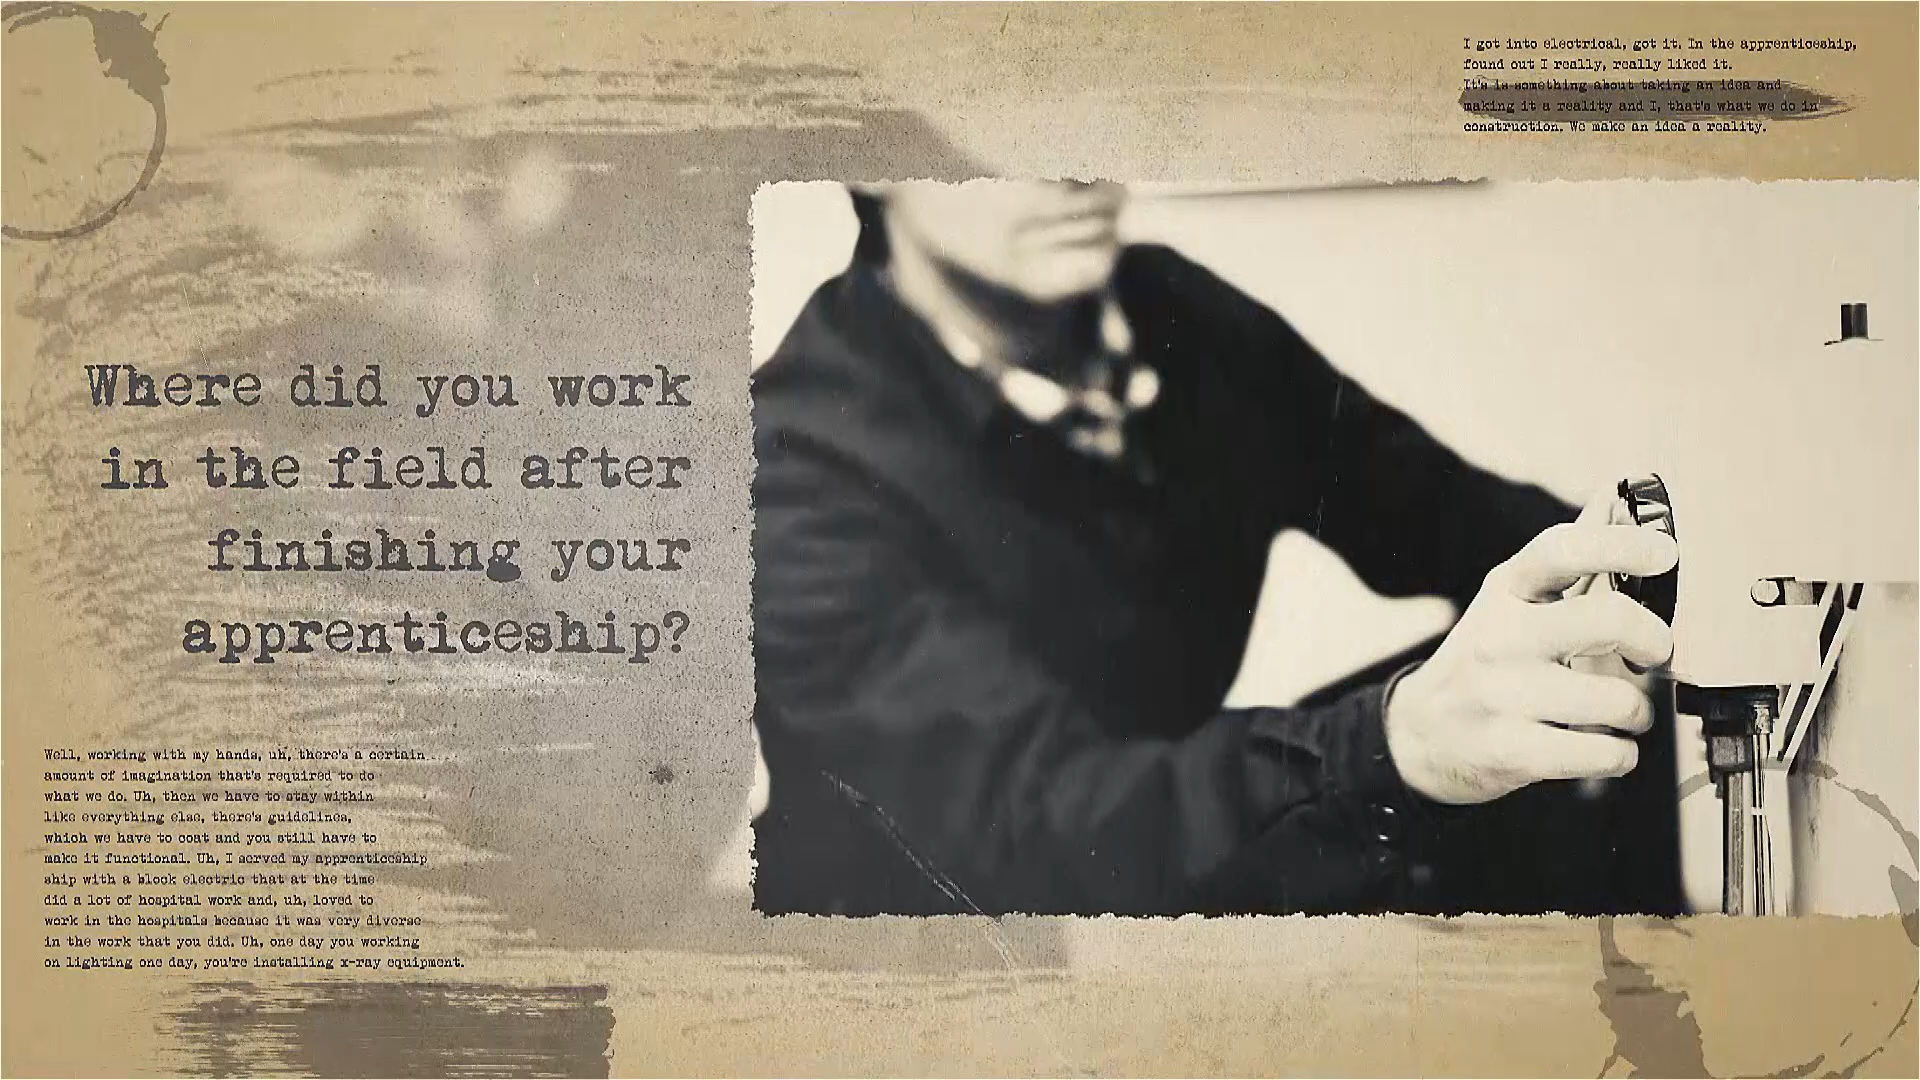 I got into electrical, got it. In the apprenticeship,
found out I really, really liked it.
It's is something about taking an idea and
making it a reality and I, that's what we do in
construction. We make an idea a reality.
Where did you work
in the field after
finishing your
apprenticeship?
Well, working with my hands, uh, there's a certain
amount of imagination that's required to do
what we do. Uh, then we have to stay within
like everything else, there's guidelines,
which we have to coat and you still have to
make it functional. Uh, I served my apprenticeship
ship with a block electric that at the time
did a lot of hospital work and, uh, loved to
work in the hospitals because it was very diverse
in the work that you did. Uh, one day you working
on lighting one day, you're installing x-ray equipment.